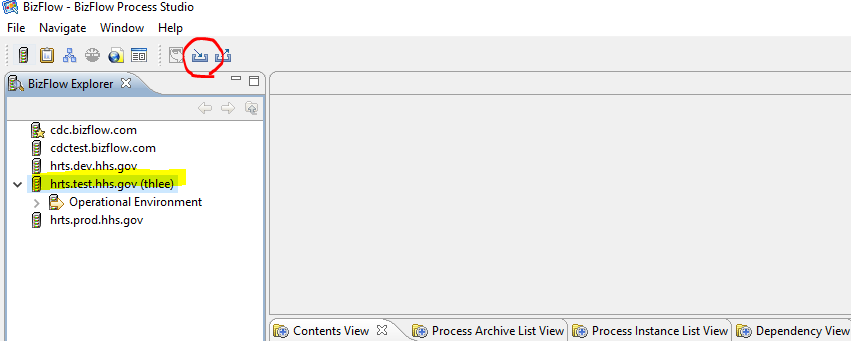 BizFlow - BizFlow Process Studio
File Navigate Window Help
BizFlow Explorer
cdc.bizflow.com
cdctest.bizflow.com
hrts.dev.hhs.gov
hrts.test.hhs.gov (thlee)
Operational Environment
hrts.prod.hhs.gov
Contents View Process Archive List View Process Instance List View Dependency View